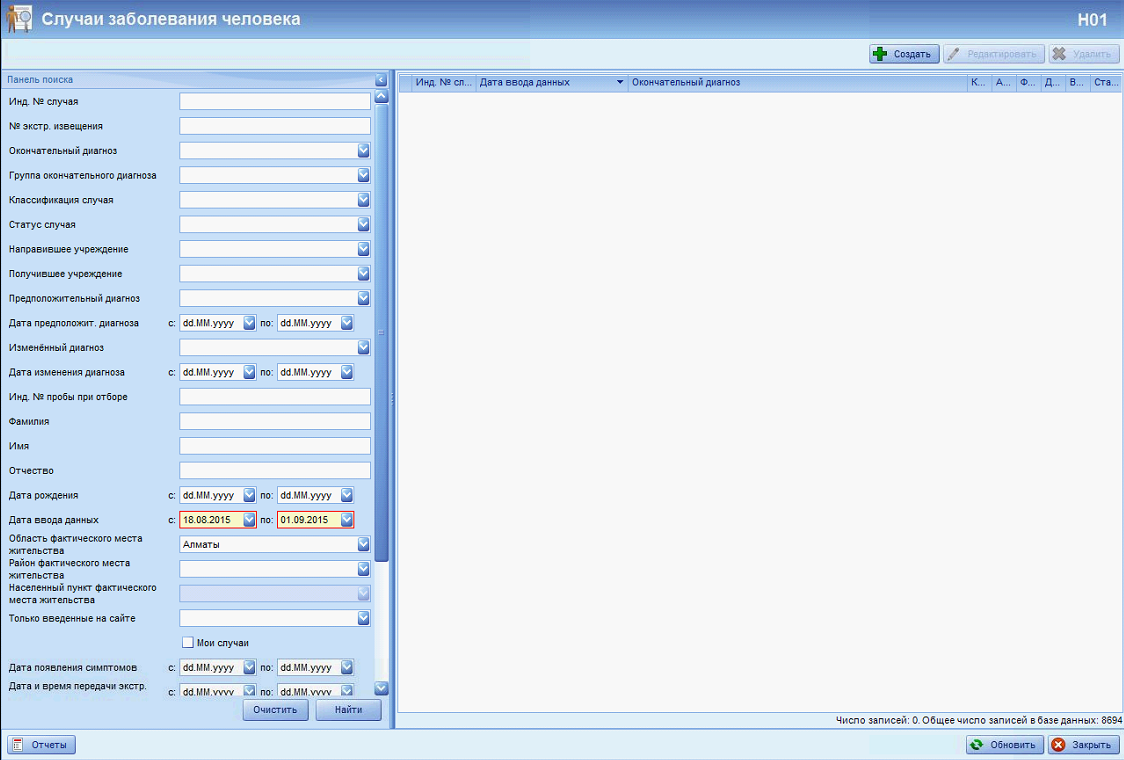 Случаи заболевания человека
H01
Создать
Редактировать
Удалить
Панель поиска
Инд. № случая
№ экстр. извещения
Окончательный диагноз
Группа окончательного диагноза
Классификация случая
Статус случая
Направившее учреждение
Получившее учреждение
Предположительный диагноз
Дата предположит. диагноза с: dd.MM.yyyy по: dd.MM.yyyy
Изменённый диагноз
Дата изменения диагноза с: dd.MM.yyyy по: dd.MM.yyyy
Инд. № пробы при отборе
Фамилия
Имя
Отчество
Дата рождения с: dd.MM.yyyy по: dd.MM.yyyy
Дата ввода данных с: 18.08.2015 по: 01.09.2015
Область фактического места
жительства
Алматы
Район фактического места
жительства
Населенный пункт фактического
места жительства
Только введенные на сайте
Мои случаи
Дата появления симптомов с: dd.MM.yyyy по: dd.MM.yyyy
Дата и время передачи экстр.
с: dd.MM.yyyy по: dd.MM.yyyy
Очистить
Найти
Инд. № сл... Дата ввода данных Окончательный диагноз К... А... Ф... Д... В... Ста...
Число записей: 0. Общее число записей в базе данных: 8694
Отчеты
Обновить
Закрыть